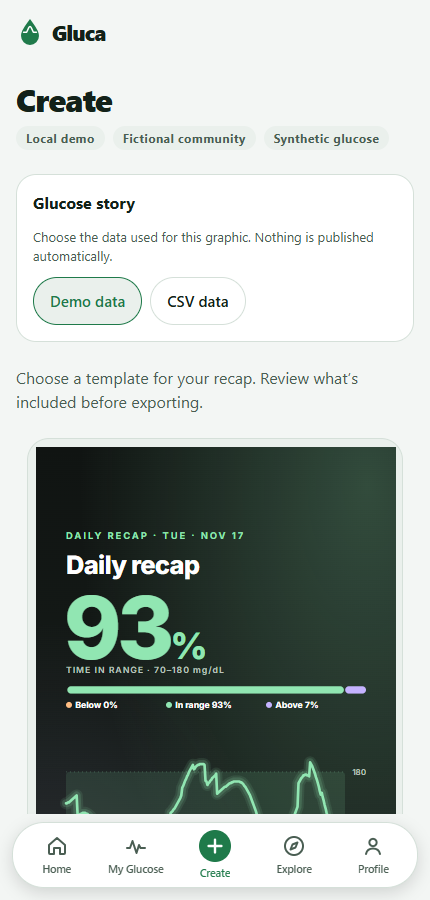 Gluca
Create
Local demo
Fictional community
Synthetic glucose
Glucose story
Choose the data used for this graphic. Nothing is published
automatically.
Demo data
CSV data
Choose a template for your recap. Review what's
included before exporting.
DAILY RECAP · TUE · NOV 17
Daily recap
93%
TIME IN RANGE · 70–180 mg/dL
Below 0%
In range 93%
Above 7%
180
Home
My Glucose
Create
Explore
Profile